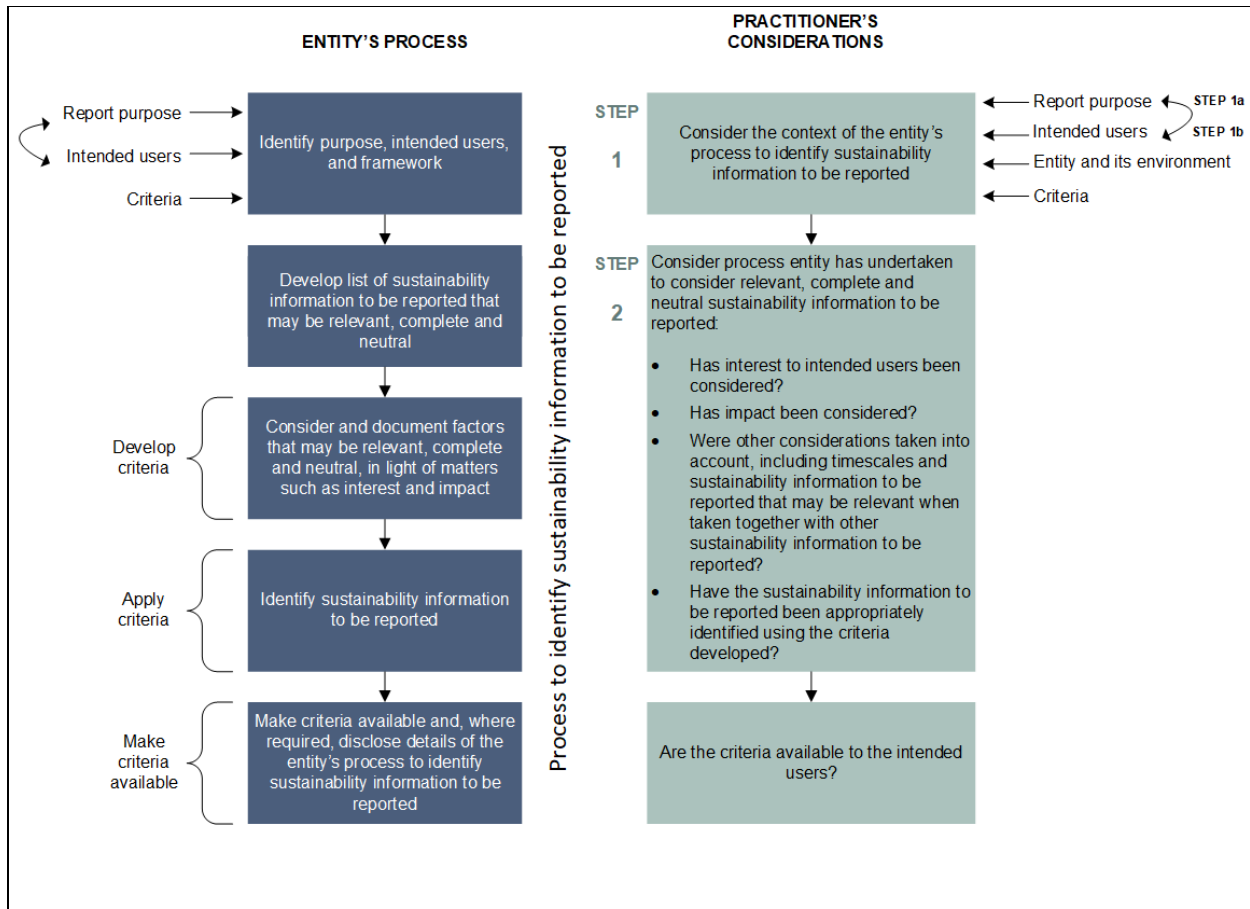 ENTITY'S PROCESS
PRACTITIONER'S
CONSIDERATIONS
Report purpose
Intended users
Criteria
Identify purpose, intended users,
and framework
Develop list of sustainability
information to be reported that
may be relevant, complete and
neutral
Develop
criteria
Consider and document factors
that may be relevant, complete
and neutral, in light of matters
such as interest and impact
Apply
criteria
Identify sustainability information
to be reported
Make
criteria
available
Make criteria available and, where
required, disclose details of the
entity's process to identify
sustainability information to be
reported
Process to identify sustainability information to be reported
STEP
1
Consider the context of the entity's
process to identify sustainability
information to be reported
Report purpose
STEP 1a
Intended users
STEP 1b
Entity and its environment
Criteria
STEP
2
Consider process entity has undertaken
to consider relevant, complete and
neutral sustainability information to be
reported:
• Has interest to intended users been
considered?
• Has impact been considered?
• Were other considerations taken into
account, including timescales and
sustainability information to be
reported that may be relevant when
taken together with other
sustainability information to be
reported?
• Have the sustainability information to
be reported been appropriately
identified using the criteria
developed?
Are the criteria available to the intended
users?